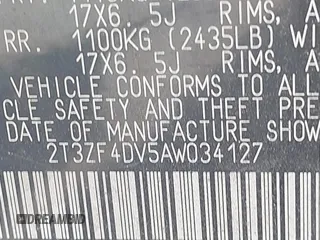 17X6.5J RIMS, A
RR. 1100KG (2435LB) WI
17X6.5J RIMS, A
VEHICLE CONFORMS TO ALL
CLE SAFETY AND THEFT PRE
DATE OF MANUFACTURE SHOW
2T3ZF4DV5AW034127
DREAMBID